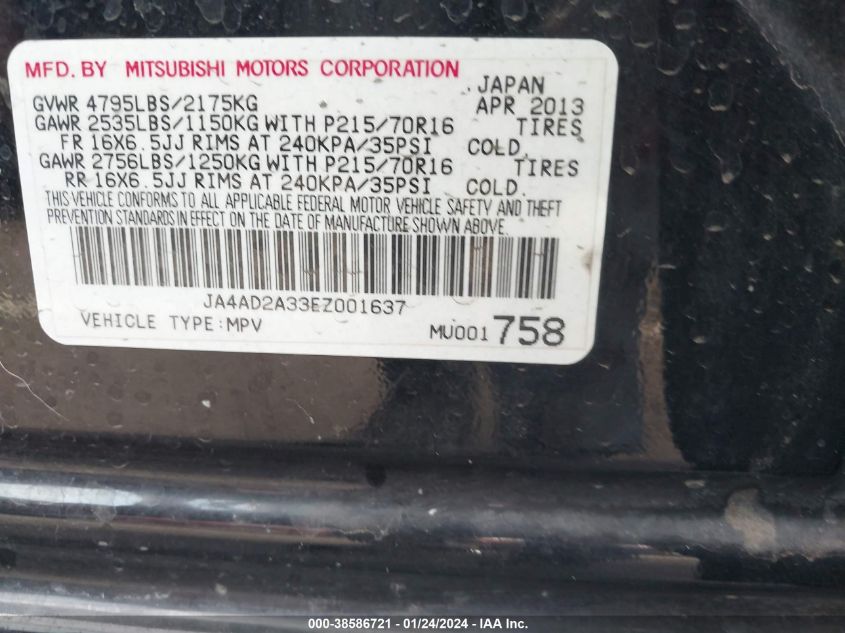 MFD. BY MITSUBISHI MOTORS CORPORATION JAPAN
GVWR 4795LBS/2175KG APR 2013
GAWR 2535LBS/1150KG WITH P215/70R16 TIRES
FR 16X6.5JJ RIMS AT 240KPA/35PSI COLD.
GAWR 2756LBS/1250KG WITH P215/70R16 TIRES
RR 16X6.5JJ RIMS AT 240KPA/35PSI COLD.
THIS VEHICLE CONFORMS TO ALL APPLICABLE FEDERAL MOTOR VEHICLE SAFETY AND THEFT
PREVENTION STANDARDS IN EFFECT ON THE DATE OF MANUFACTURE SHOWN ABOVE.
JA4AD2A33EZ001637
VEHICLE TYPE:MPV MU001 758
000-38586721 - 01/24/2024 - IAA Inc.